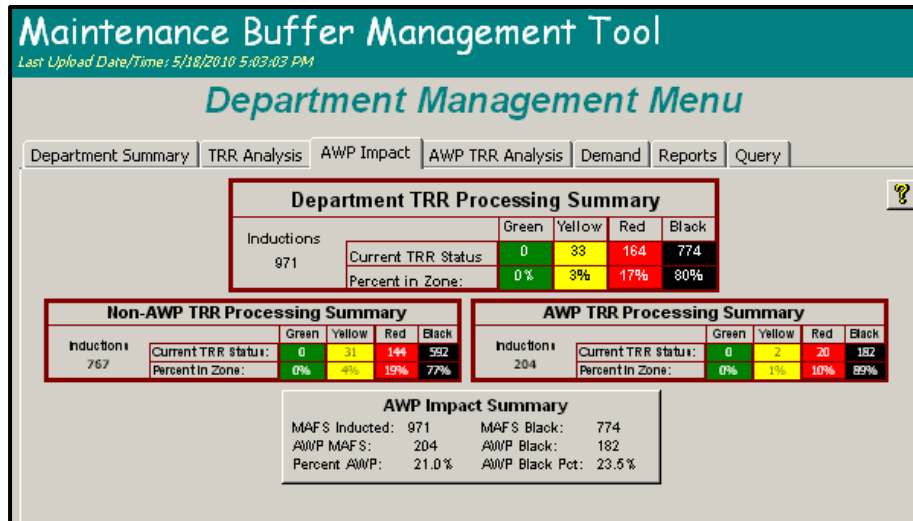 Maintenance Buffer Management Tool
Last Upload Date/Time: 5/18/2010 5:03:03 PM
Department Management Menu
Department Summary TRR Analysis AWP Impact AWP TRR Analysis Demand Reports Query
?
Department TRR Processing Summary
Green Yellow Red Black
Inductions
971
Current TRR Status 0 33 164 774
Percent in Zone: 0% 3% 17% 80%
Non-AWP TRR Processing Summary
Green Yellow Red Black
Inductions
767
Current TRR Status: 0 31 144 592
Percent in Zone: 0% 4% 19% 77%
AWP TRR Processing Summary
Green Yellow Red Black
Inductions
204
Current TRR Status: 0 2 20 182
Percent in Zone: 0% 1% 10% 89%
AWP Impact Summary
MAFS Inducted: 971 MAFS Black: 774
AWP MAFS: 204 AWP Black: 182
Percent AWP: 21.0% AWP Black Pct: 23.5%